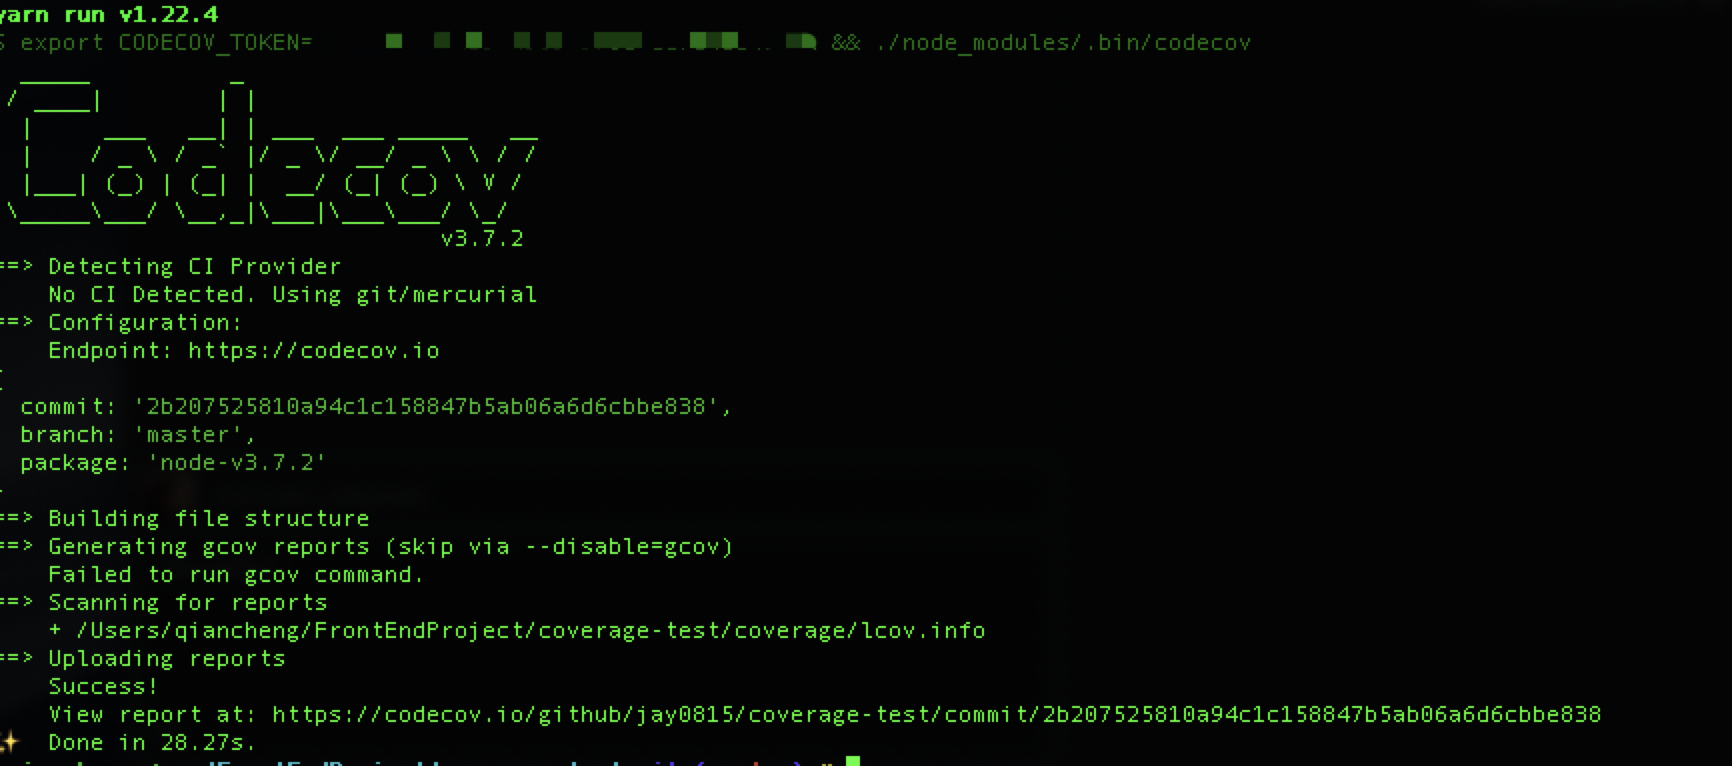 yarn run v1.22.4
$ export CODECOV_TOKEN= && ./node_modules/.bin/codecov
Codecov
v3.7.2
==> Detecting CI Provider
No CI Detected. Using git/mercurial
==> Configuration:
Endpoint: https://codecov.io
{
commit: '2b207525810a94c1c158847b5ab06a6d6cbbe838',
branch: 'master',
package: 'node-v3.7.2'
}
==> Building file structure
==> Generating gcov reports (skip via --disable=gcov)
Failed to run gcov command.
==> Scanning for reports
+ /Users/qiancheng/FrontEndProject/coverage-test/coverage/lcov.info
==> Uploading reports
Success!
View report at: https://codecov.io/github/jay0815/coverage-test/commit/2b207525810a94c1c158847b5ab06a6d6cbbe838
✨ Done in 28.27s.